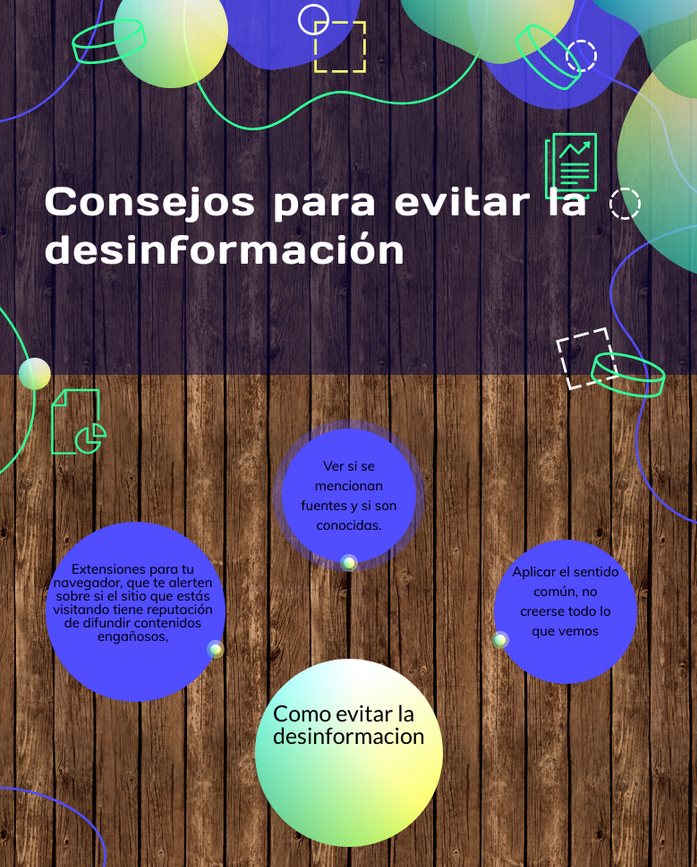 Consejos para evitar la
desinformación
Ver si se
mencionan
fuentes y si son
conocidas.
Extensiones para tu
navegador, que te alerten
sobre si el sitio que estás
visitando tiene reputación
de difundir contenidos
engañosos,
Aplicar el sentido
común, no
creerse todo lo
que vemos
Como evitar la
desinformacion